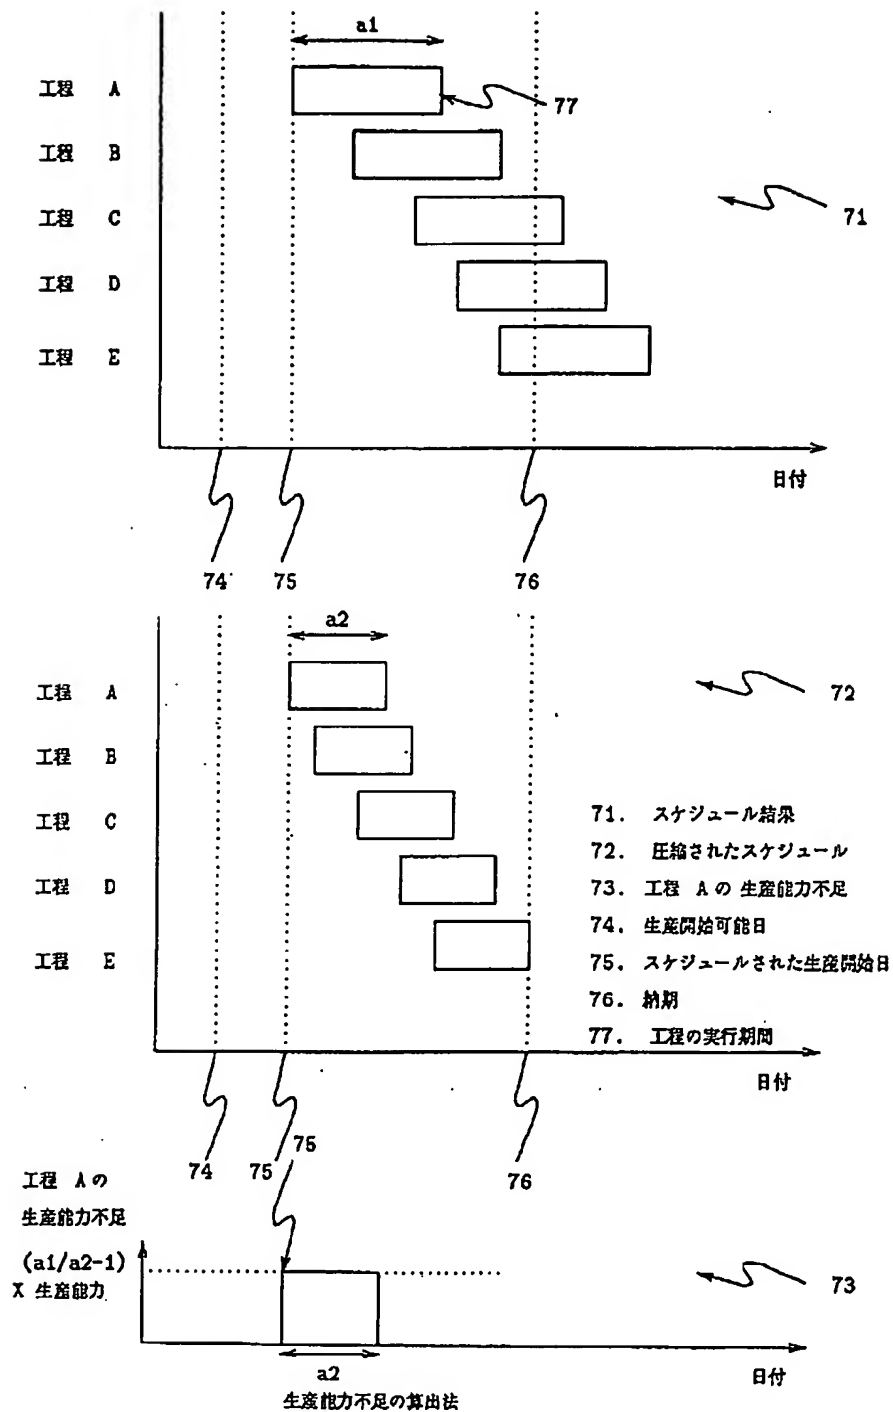 a1
工程 A
77
工程 B
工程 C
71
工程 D
工程 E
日付
74 75 76
a2
工程 A
72
工程 B
工程 C
工程 D
工程 E
71. スケジュール結果
72. 圧縮されたスケジュール
73. 工程 Aの 生産能力不足
74. 生産開始可能日
75. スケジュールされた生産開始日
76. 納期
77. 工程の実行期間
日付
74 75 75 76
工程 Aの
生産能力不足
(a1/a2-1)
X 生産能力
73
a2
日付
生産能力不足の算出法